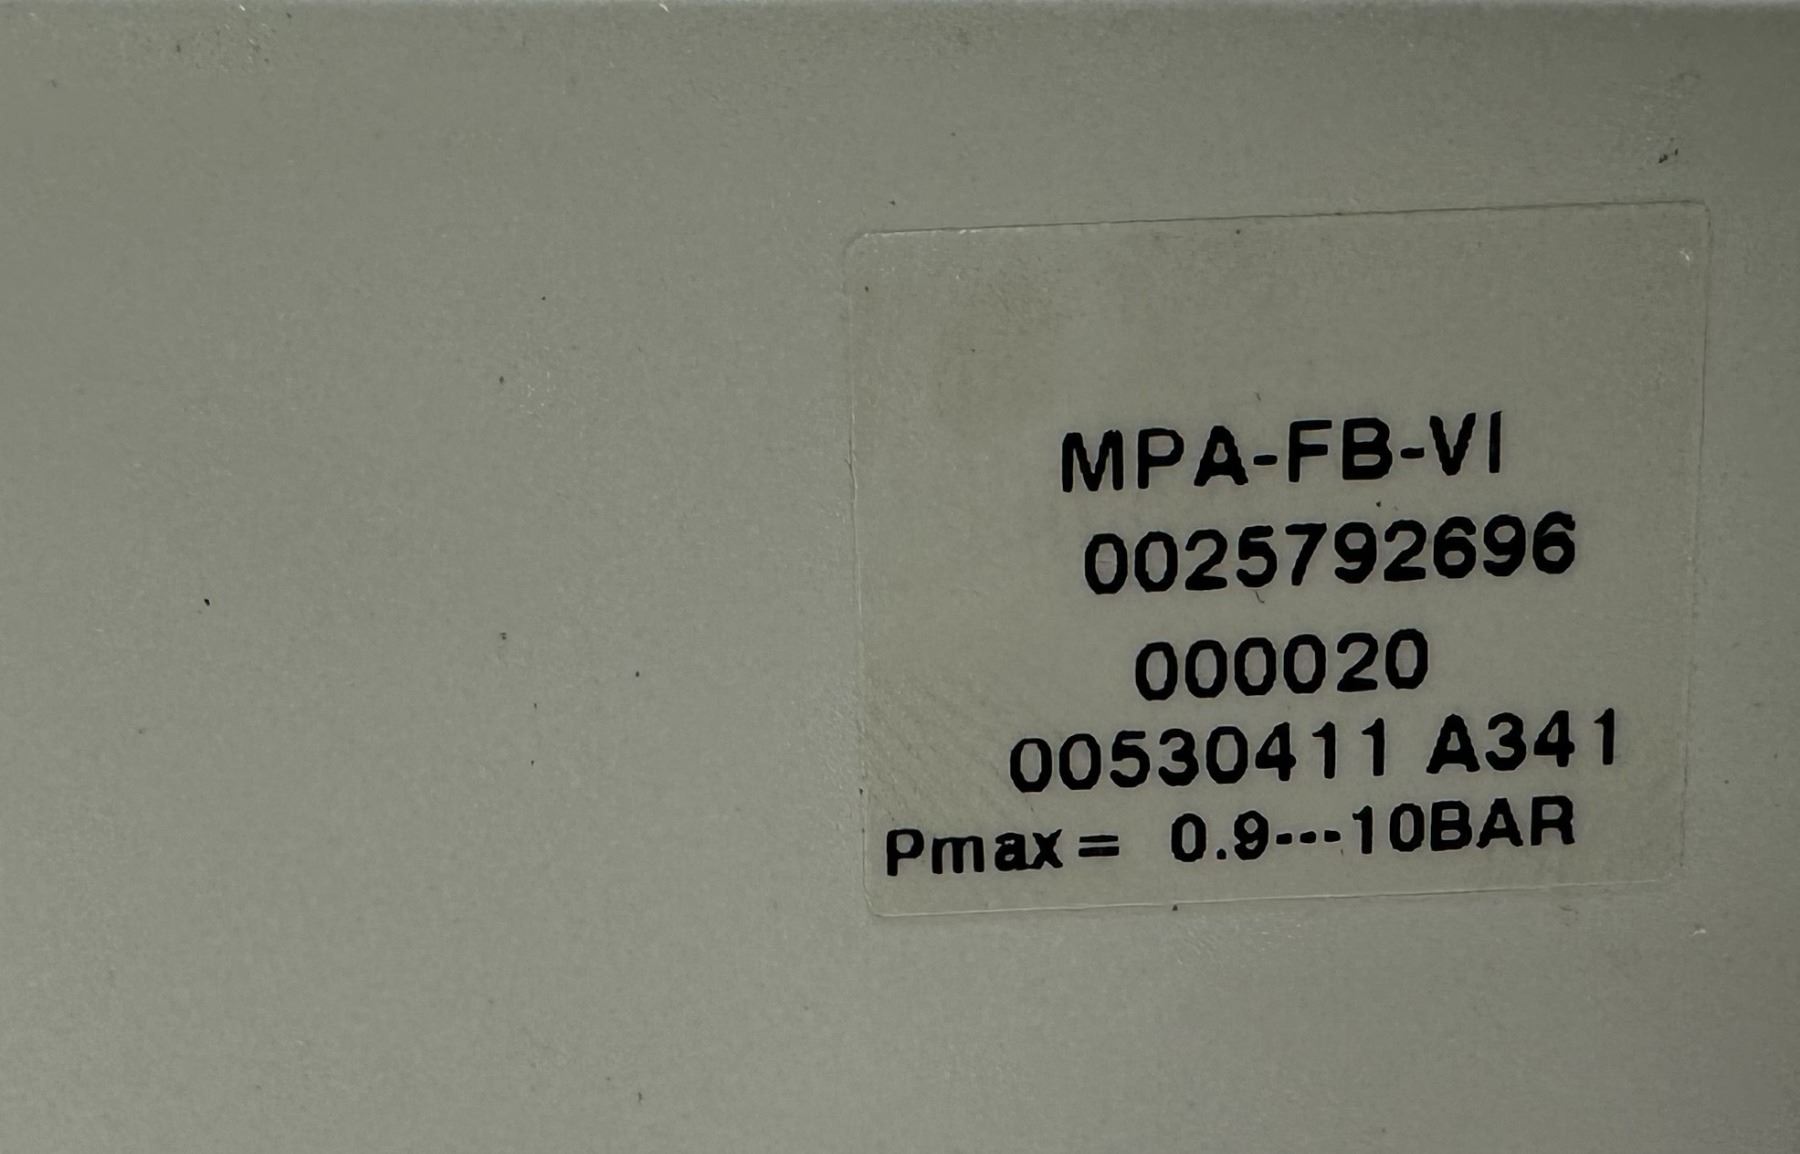 MPA-FB-VI
0025792696
000020
00530411 A341
Pmax= 0.9---10BAR